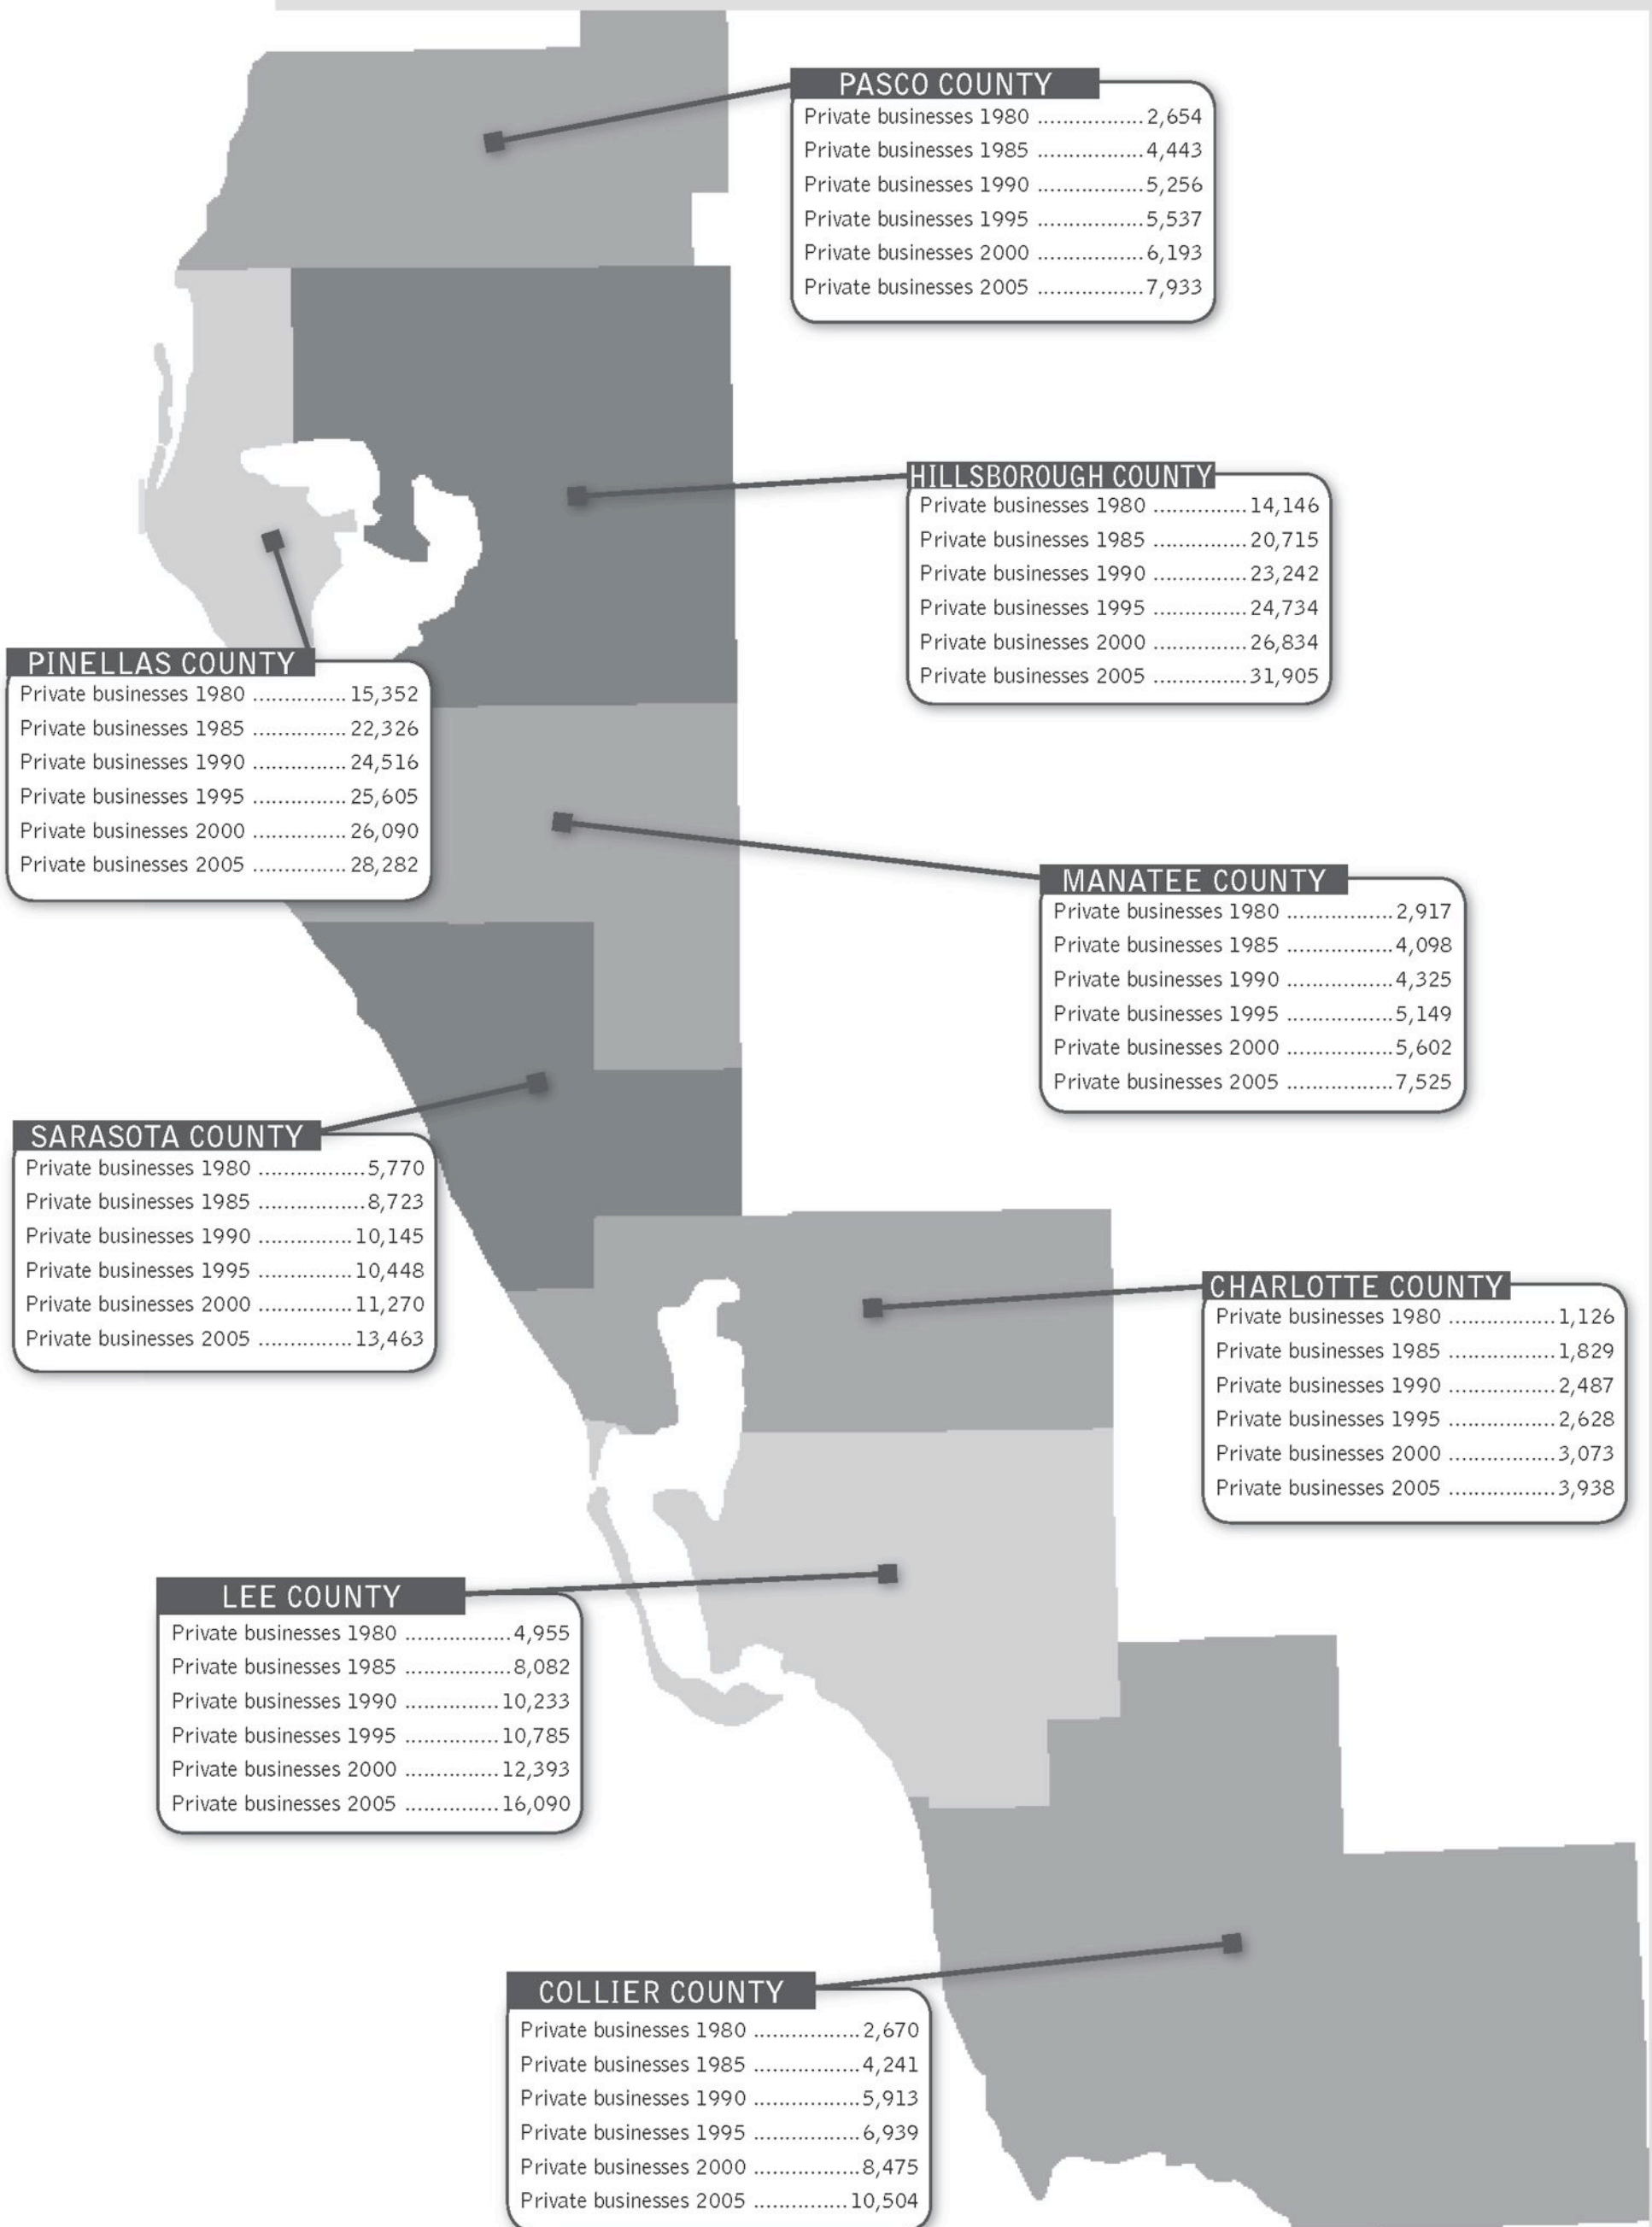 PASCO COUNTY
Private businesses 1980 ................. 2,654
Private businesses 1985 ................. 4,443
Private businesses 1990 ................. 5,256
Private businesses 1995 ................. 5,537
Private businesses 2000 ................. 6,193
Private businesses 2005 ................. 7,933
HILLSBOROUGH COUNTY
Private businesses 1980 ............... 14,146
Private businesses 1985 ............... 20,715
Private businesses 1990 ............... 23,242
Private businesses 1995 ............... 24,734
Private businesses 2000 ............... 26,834
Private businesses 2005 ............... 31,905
PINELLAS COUNTY
Private businesses 1980 ............... 15,352
Private businesses 1985 ............... 22,326
Private businesses 1990 ............... 24,516
Private businesses 1995 ............... 25,605
Private businesses 2000 ............... 26,090
Private businesses 2005 ............... 28,282
MANATEE COUNTY
Private businesses 1980 ................. 2,917
Private businesses 1985 ................. 4,098
Private businesses 1990 ................. 4,325
Private businesses 1995 ................. 5,149
Private businesses 2000 ................. 5,602
Private businesses 2005 ................. 7,525
SARASOTA COUNTY
Private businesses 1980 ................. 5,770
Private businesses 1985 ................. 8,723
Private businesses 1990 ............... 10,145
Private businesses 1995 ............... 10,448
Private businesses 2000 ............... 11,270
Private businesses 2005 ............... 13,463
CHARLOTTE COUNTY
Private businesses 1980 ................. 1,126
Private businesses 1985 ................. 1,829
Private businesses 1990 ................. 2,487
Private businesses 1995 ................. 2,628
Private businesses 2000 ................. 3,073
Private businesses 2005 ................. 3,938
LEE COUNTY
Private businesses 1980 ................. 4,955
Private businesses 1985 ................. 8,082
Private businesses 1990 ............... 10,233
Private businesses 1995 ............... 10,785
Private businesses 2000 ............... 12,393
Private businesses 2005 ............... 16,090
COLLIER COUNTY
Private businesses 1980 ................. 2,670
Private businesses 1985 ................. 4,241
Private businesses 1990 ................. 5,913
Private businesses 1995 ................. 6,939
Private businesses 2000 ................. 8,475
Private businesses 2005 ............... 10,504